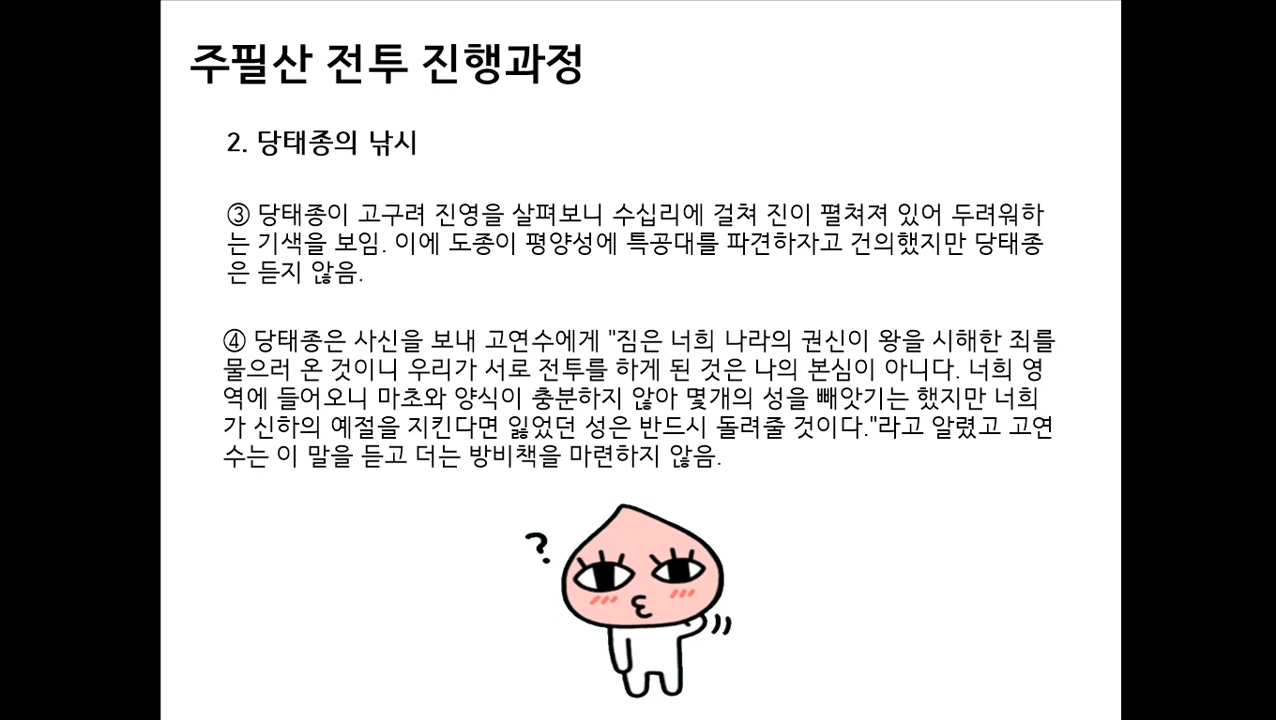 주필산 전투 진행과정
2. 당태종의 낚시
③ 당태종이 고구려 진영을 살펴보니 수십리에 걸쳐 진이 펼쳐져 있어 두려워하
는 기색을 보임. 이에 도종이 평양성에 특공대를 파견하자고 건의했지만 당태종
은 듣지 않음.
④ 당태종은 사신을 보내 고연수에게 "짐은 너희 나라의 권신이 왕을 시해한 죄를
물으러 온 것이니 우리가 서로 전투를 하게 된 것은 나의 본심이 아니다. 너희 영
역에 들어오니 마초와 양식이 충분하지 않아 몇개의 성을 빼앗기는 했지만 너희
가 신하의 예절을 지킨다면 잃었던 성은 반드시 돌려줄 것이다."라고 알렸고 고연
수는 이 말을 듣고 더는 방비책을 마련하지 않음.
?